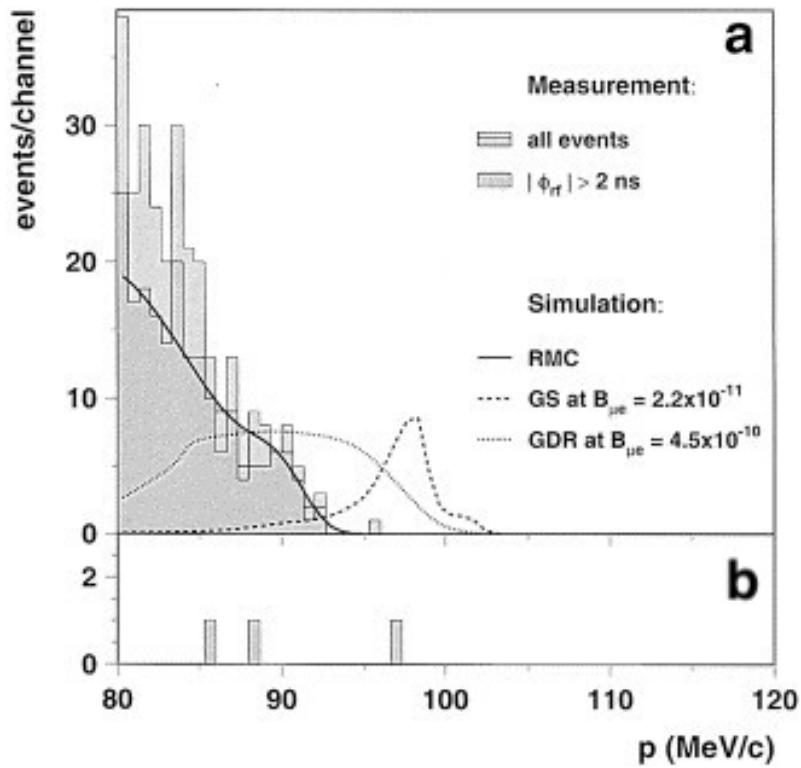 a
events/channel
30
20
10
0
Measurement:
all events
| ϕrf | > 2 ns
Simulation:
RMC
GS at Bμe = 2.2x10-11
GDR at Bμe = 4.5x10-10
b
2
0
80
90
100
110
120
p (MeV/c)